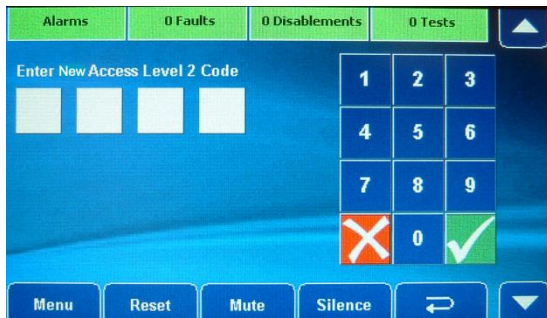 Alarms 0 Faults 0 Disablements 0 Tests
Enter New Access Level 2 Code
1 2 3
4 5 6
7 8 9
0
Menu Reset Mute Silence